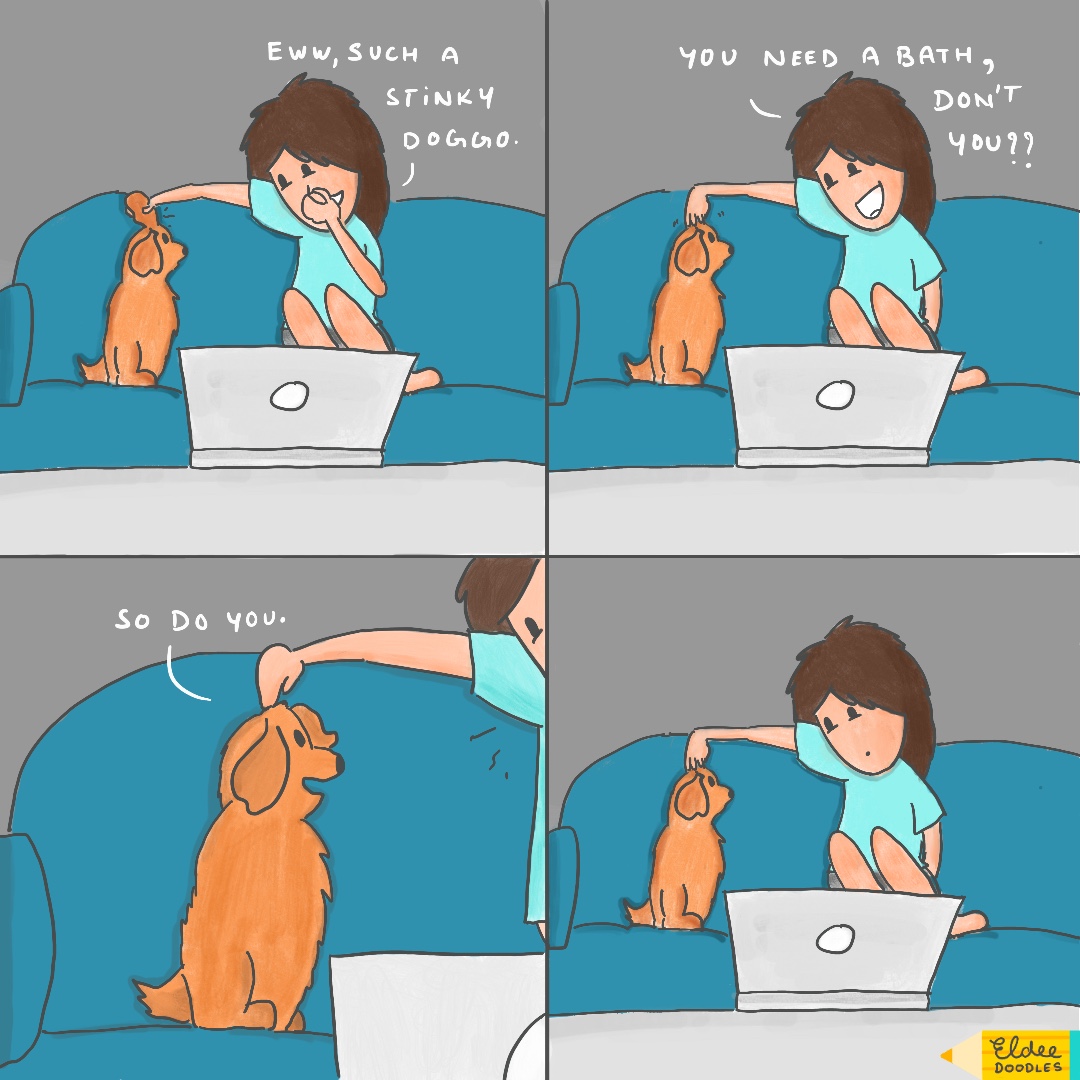 EWW, SUCH A
STINKY
DOGGO.
YOU NEED A BATH,
DON'T
YOU??
SO DO YOU.
Eldee
DOODLES